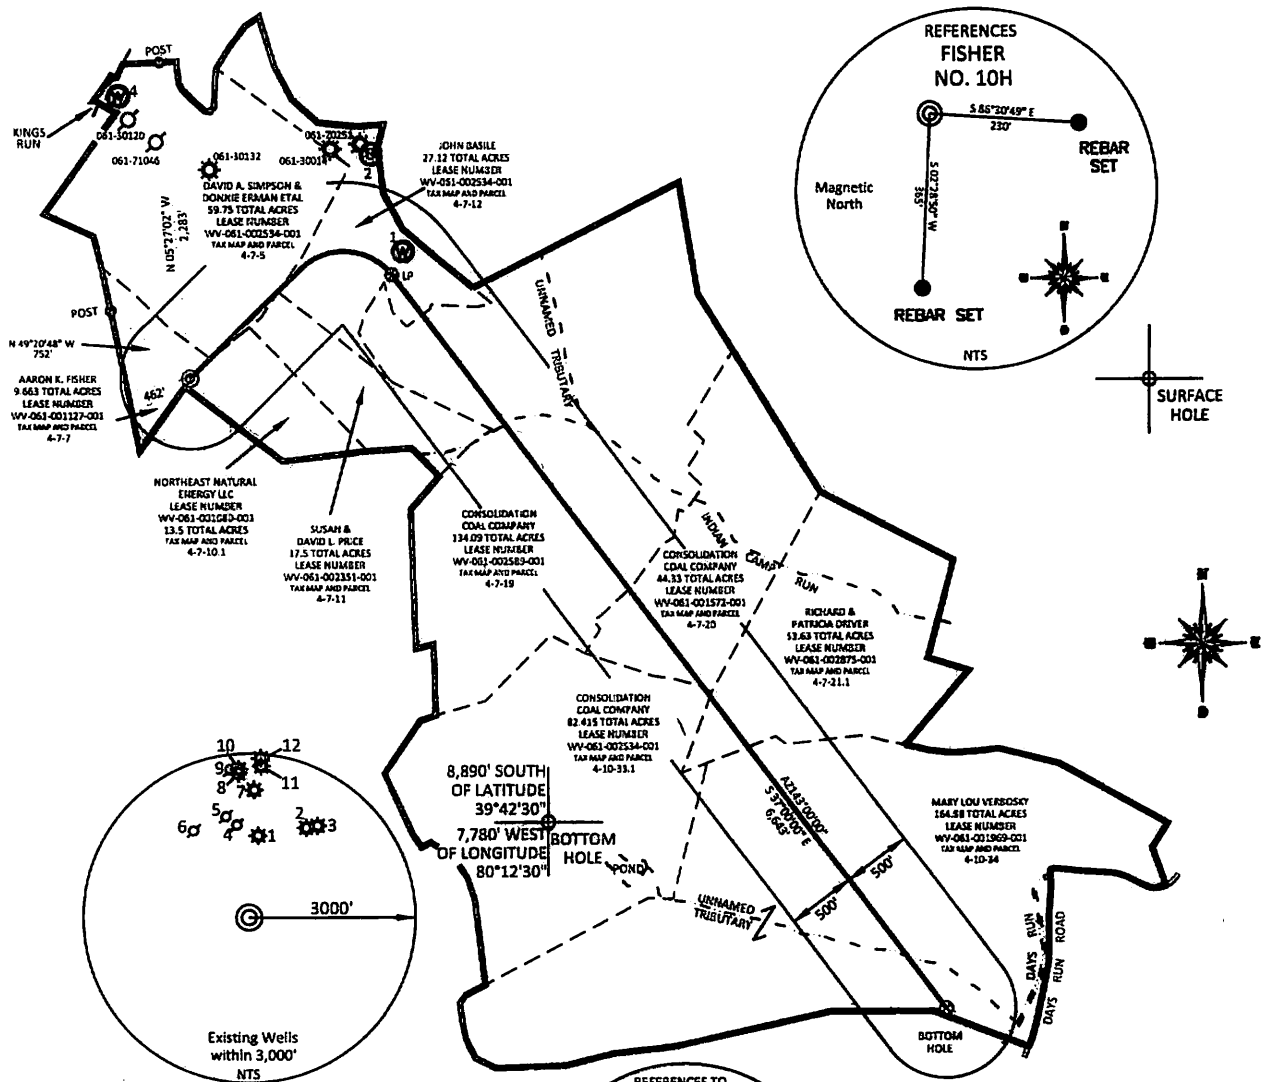 POST
4
KINGS
RUN
061-30120
061-71046
061-30132
061-30014
061-70251
2
DAVID A. SIMPSON &
DONNIE ERMAN ETAL
59.75 TOTAL ACRES
LEASE NUMBER
WV-061-002534-001
TAX MAP AND PARCEL
4-7-5
JOHN BASILE
27.12 TOTAL ACRES
LEASE NUMBER
WV-061-002534-001
TAX MAP AND PARCEL
4-7-12
N 05°27'02" W
2,283'
1
W
LP
POST
N 49°20'48" W
752'
AARON K. FISHER
9.663 TOTAL ACRES
LEASE NUMBER
WV-061-001127-001
TAX MAP AND PARCEL
4-7-7
462'
NORTHEAST NATURAL
ENERGY LLC
LEASE NUMBER
WV-061-001080-001
13.5 TOTAL ACRES
TAX MAP AND PARCEL
4-7-10.1
SUSAN &
DAVID L. PRICE
17.5 TOTAL ACRES
LEASE NUMBER
WV-061-002351-001
TAX MAP AND PARCEL
4-7-11
CONSOLIDATION
COAL COMPANY
134.09 TOTAL ACRES
LEASE NUMBER
WV-061-002589-001
TAX MAP AND PARCEL
4-7-19
UNNAMED
TRIBUTARY
INDIAN
CAMP
RUN
CONSOLIDATION
COAL COMPANY
44.33 TOTAL ACRES
LEASE NUMBER
WV-061-001572-001
TAX MAP AND PARCEL
4-7-20
RICHARD &
PATRICIA DRIVER
53.63 TOTAL ACRES
LEASE NUMBER
WV-061-002875-001
TAX MAP AND PARCEL
4-7-21.1
CONSOLIDATION
COAL COMPANY
82.415 TOTAL ACRES
LEASE NUMBER
WV-061-002534-001
TAX MAP AND PARCEL
4-10-33.1
REFERENCES
FISHER
NO. 10H
S 86°20'49" E
230'
REBAR
SET
Magnetic
North
S 02°28'50" W
365'
REBAR SET
NTS
SURFACE
HOLE
8,890' SOUTH
OF LATITUDE
39°42'30"
7,780' WEST
OF LONGITUDE
80°12'30"
BOTTOM
HOLE
AZ143°00'00"
S 37°00'00" E
6,643'
500'
500'
MARY LOU VERBOSKY
164.58 TOTAL ACRES
LEASE NUMBER
WV-061-001969-001
TAX MAP AND PARCEL
4-10-34
POND
UNNAMED
TRIBUTARY
DAYS RUN
DAYS RUN ROAD
BOTTOM
HOLE
10
12
9
11
8
7
5
6
4
1
2
3
3000'
Existing Wells
within 3,000'
NTS
REFERENCES TO